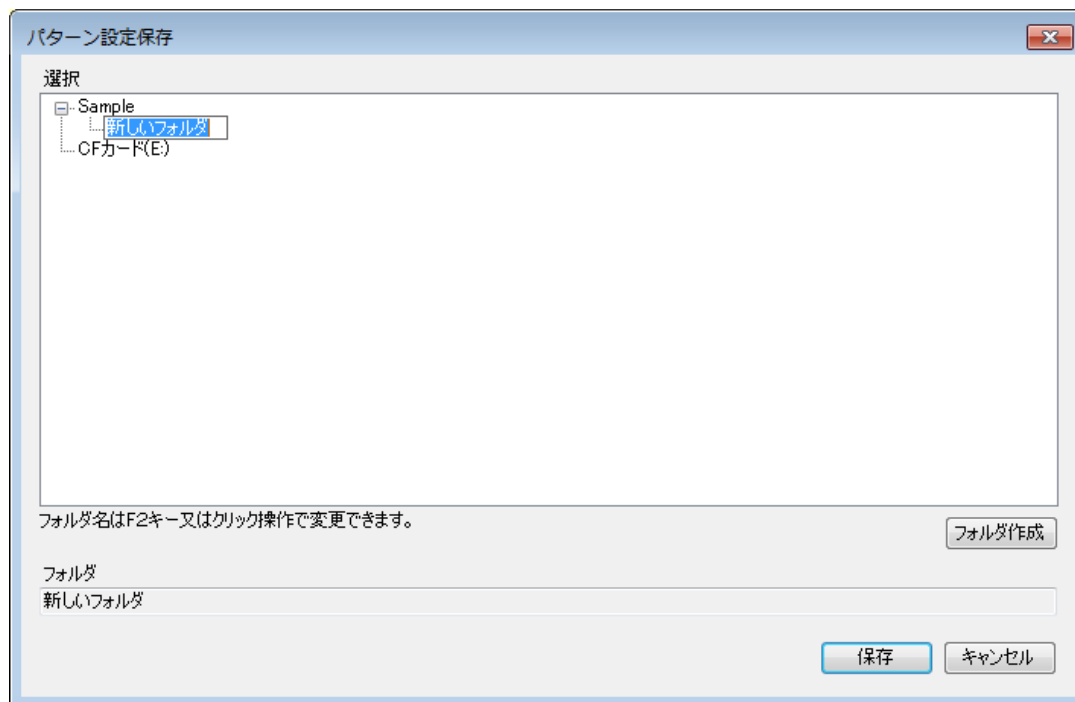 パターン設定保存
選択
Sample
新しいフォルダ
CFカード(E:)
フォルダ名はF2キー又はクリック操作で変更できます。
フォルダ作成
フォルダ
新しいフォルダ
保存
キャンセル